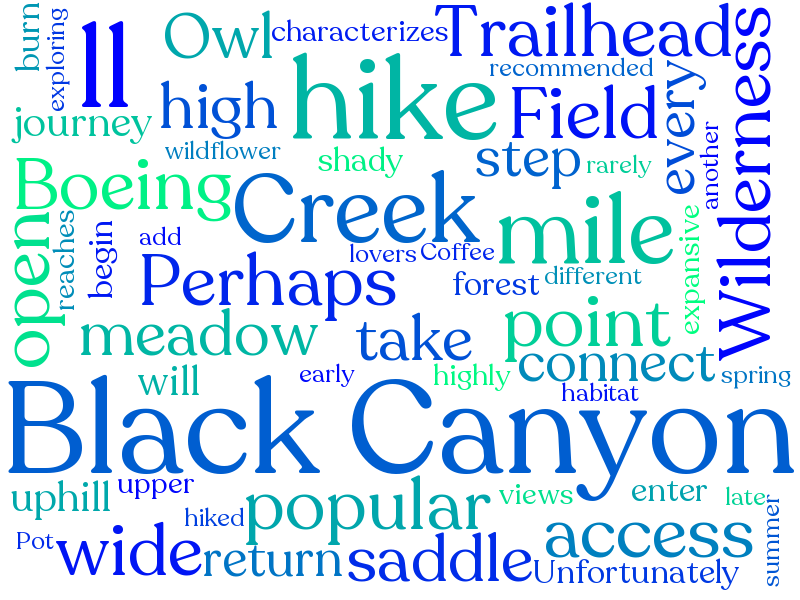 burn
exploring
ll
Owl
characterizes
Trailhead
recommended
Wilderness
journey
high
hike
Field
every
another
wildflower
shady
step
rarely
Boeing
Creek
mile
expansive
open
reaches
begin
add
lovers
Coffee
Perhaps
forest
different
meadow
take
point
connect
will
early
highly
habitat
spring
Black Canyon
uphill
upper
popular
views
enter
late
summer
Pot
hiked
wide
return
saddle
access
Unfortunately